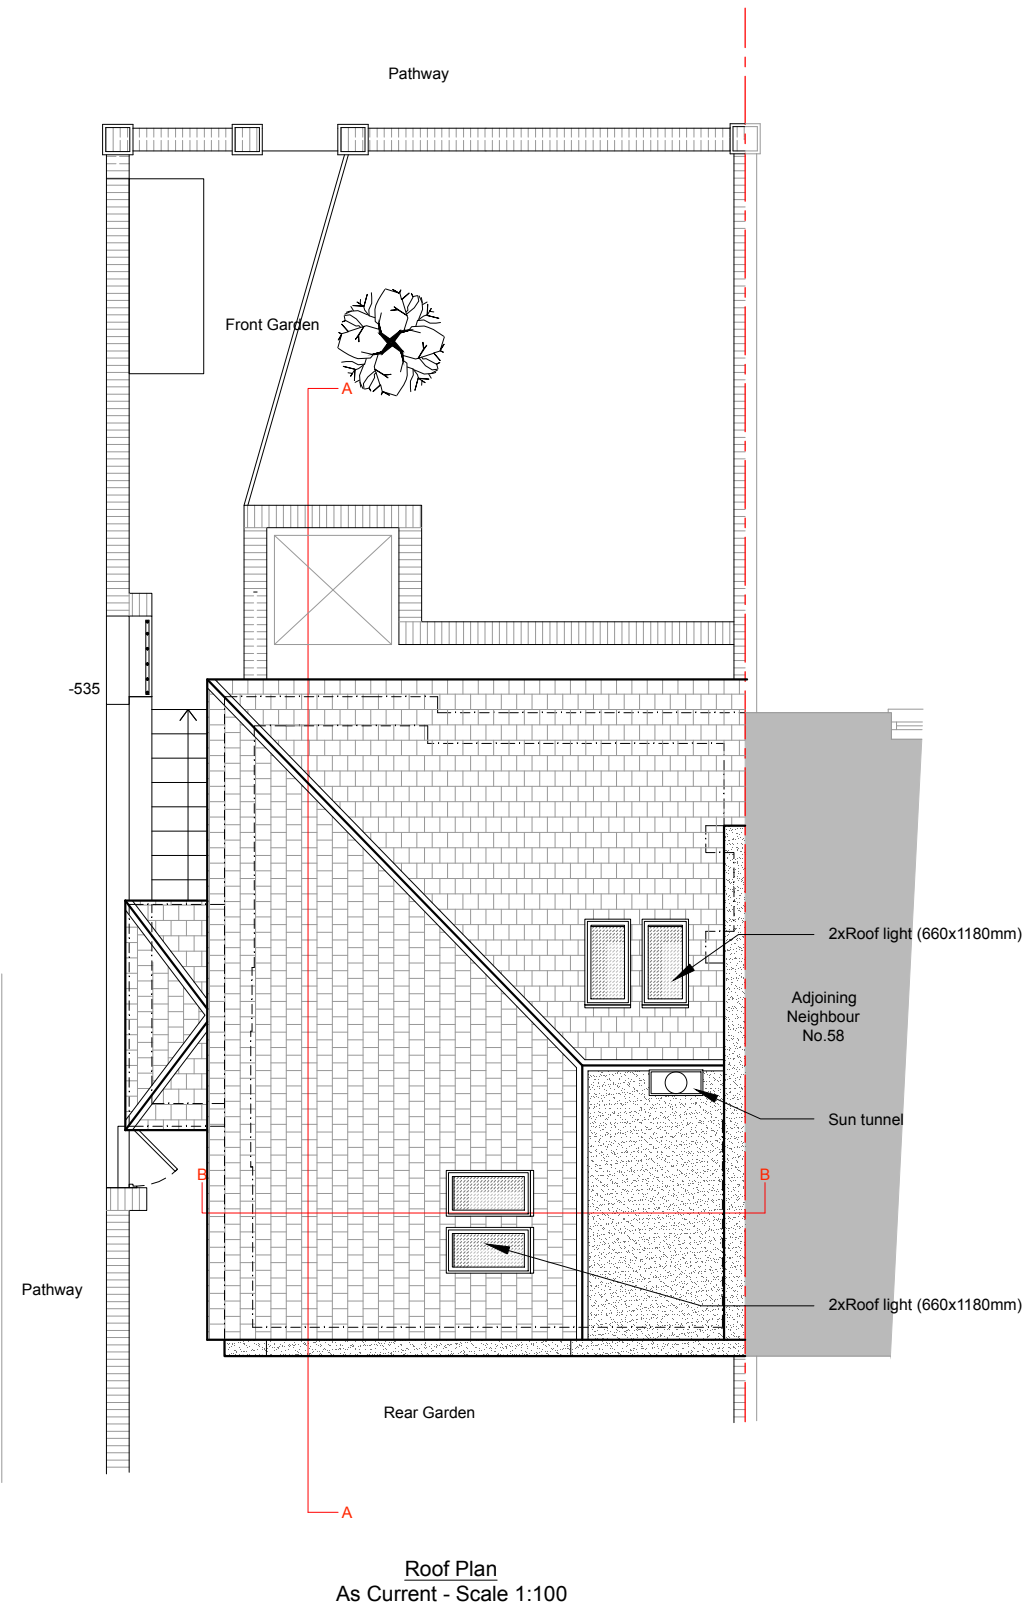 Pathway
Front Garden
A
-535
2xRoof light (660x1180mm)
Adjoining
Neighbour
No.58
Sun tunnel
B
B
Pathway
2xRoof light (660x1180mm)
Rear Garden
A
Roof Plan
As Current - Scale 1:100